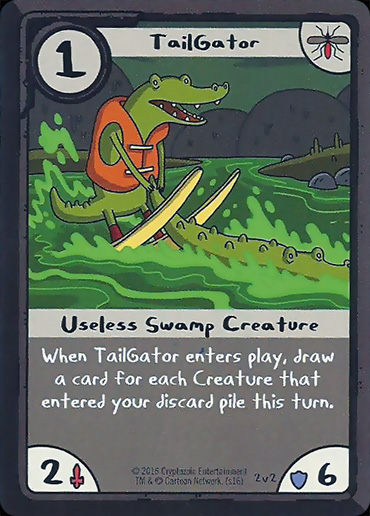 1
TailGator
Useless Swamp Creature
When TailGator enters play, draw
a card for each Creature that
entered your discard pile this turn.
2
© 2016 Cryptozoic Entertainment
TM & © Cartoon Network. (s16)
2v2
6